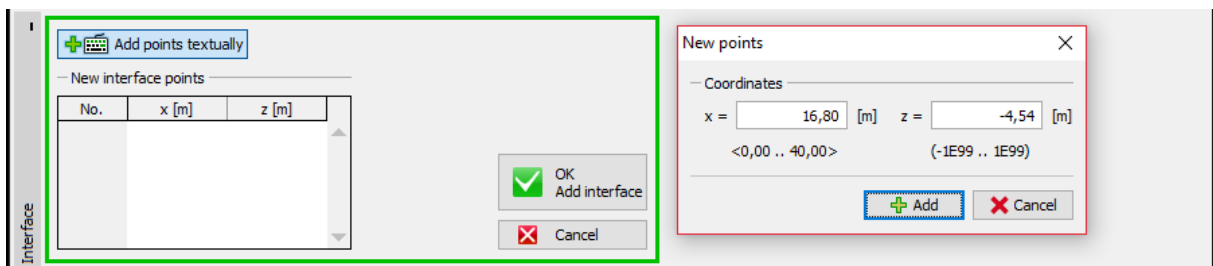 Interface
Add points textually
New interface points
No. x [m] z [m]
OK
Add interface
Cancel
New points
Coordinates
x = 16,80 [m] z = -4,54 [m]
<0,00 .. 40,00> (-1E99 .. 1E99)
Add Cancel